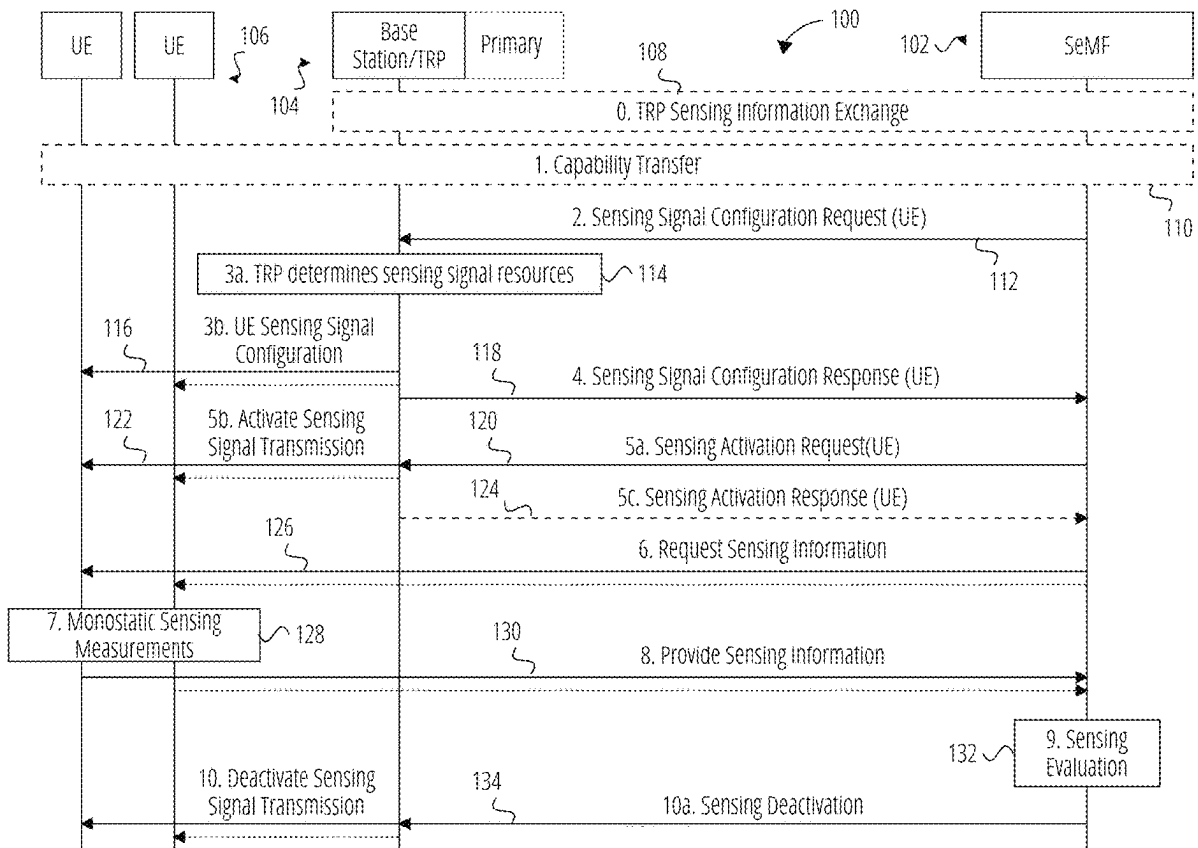 100
UE
UE
106
Base
Station/TRP
Primary
104
102
SeMF
108
0. TRP Sensing Information Exchange
1. Capability Transfer
110
2. Sensing Signal Configuration Request (UE)
112
3a. TRP determines sensing signal resources
114
116
3b. UE Sensing Signal
Configuration
118
4. Sensing Signal Configuration Response (UE)
122
5b. Activate Sensing
Signal Transmission
120
5a. Sensing Activation Request(UE)
124
5c. Sensing Activation Response (UE)
126
6. Request Sensing Information
7. Monostatic Sensing
Measurements
128
130
8. Provide Sensing Information
132
9. Sensing
Evaluation
10. Deactivate Sensing
Signal Transmission
134
10a. Sensing Deactivation